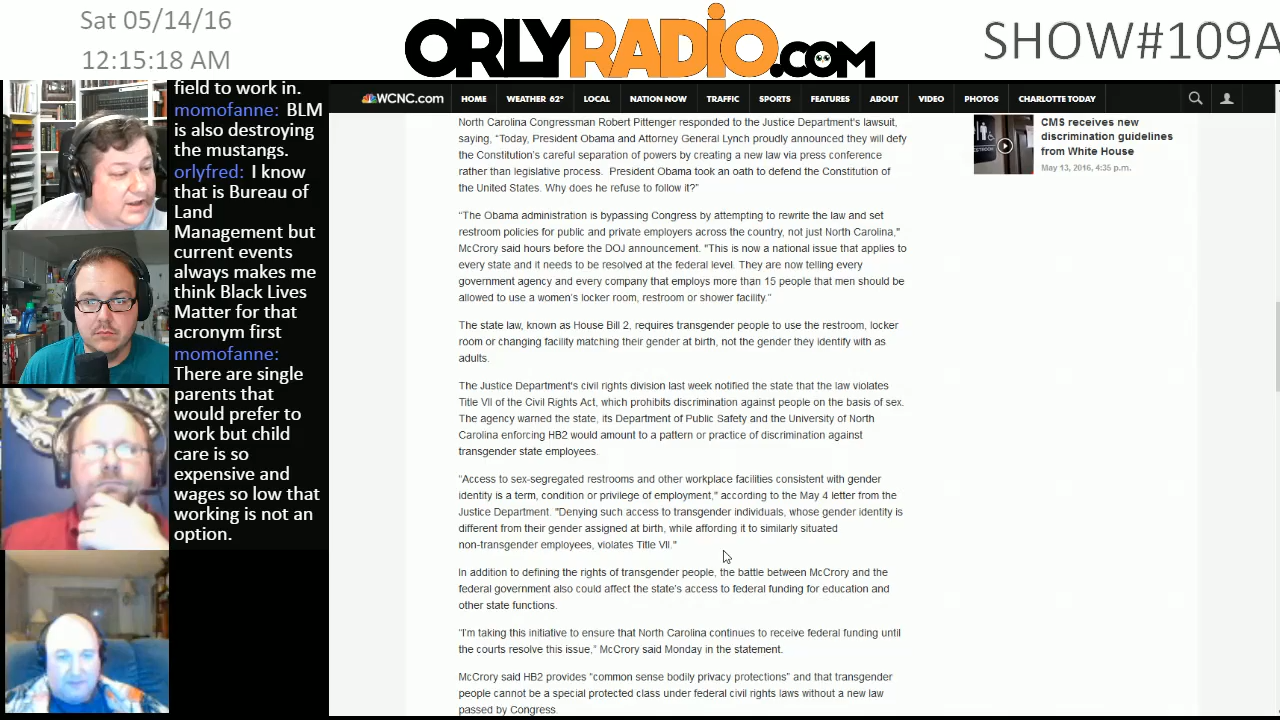 Sat 05/14/16
12:15:18 AM
ORLYRADiO.COM
SHOW#109A
field to work in.
momofanne: BLM
is also destroying
the mustangs.
orlyfred: I know
that is Bureau of
Land
Management but
current events
always makes me
think Black Lives
Matter for that
acronym first
momofanne:
There are single
parents that
would prefer to
work but child
care is so
expensive and
wages so low that
working is not an
option.
WCNC.com HOME WEATHER 62° LOCAL NATION NOW TRAFFIC SPORTS FEATURES ABOUT VIDEO PHOTOS CHARLOTTE TODAY
North Carolina Congressman Robert Pittenger responded to the Justice Department's lawsuit,
saying, "Today, President Obama and Attorney General Lynch proudly announced they will defy
the Constitution's careful separation of powers by creating a new law via press conference
rather than legislative process. President Obama took an oath to defend the Constitution of
the United States. Why does he refuse to follow it?"
"The Obama administration is bypassing Congress by attempting to rewrite the law and set
restroom policies for public and private employers across the country, not just North Carolina,"
McCrory said hours before the DOJ announcement. "This is now a national issue that applies to
every state and it needs to be resolved at the federal level. They are now telling every
government agency and every company that employs more than 15 people that men should be
allowed to use a women's locker room, restroom or shower facility."
The state law, known as House Bill 2, requires transgender people to use the restroom, locker
room or changing facility matching their gender at birth, not the gender they identify with as
adults.
The Justice Department's civil rights division last week notified the state that the law violates
Title VII of the Civil Rights Act, which prohibits discrimination against people on the basis of sex.
The agency warned the state, its Department of Public Safety and the University of North
Carolina enforcing HB2 would amount to a pattern or practice of discrimination against
transgender state employees.
"Access to sex-segregated restrooms and other workplace facilities consistent with gender
identity is a term, condition or privilege of employment," according to the May 4 letter from the
Justice Department. "Denying such access to transgender individuals, whose gender identity is
different from their gender assigned at birth, while affording it to similarly situated
non-transgender employees, violates Title VII."
In addition to defining the rights of transgender people, the battle between McCrory and the
federal government also could affect the state's access to federal funding for education and
other state functions.
"I'm taking this initiative to ensure that North Carolina continues to receive federal funding until
the courts resolve this issue," McCrory said Monday in the statement.
McCrory said HB2 provides "common sense bodily privacy protections" and that transgender
people cannot be a special protected class under federal civil rights laws without a new law
passed by Congress.
CMS receives new
discrimination guidelines
from White House
May 13, 2016, 4:35 p.m.